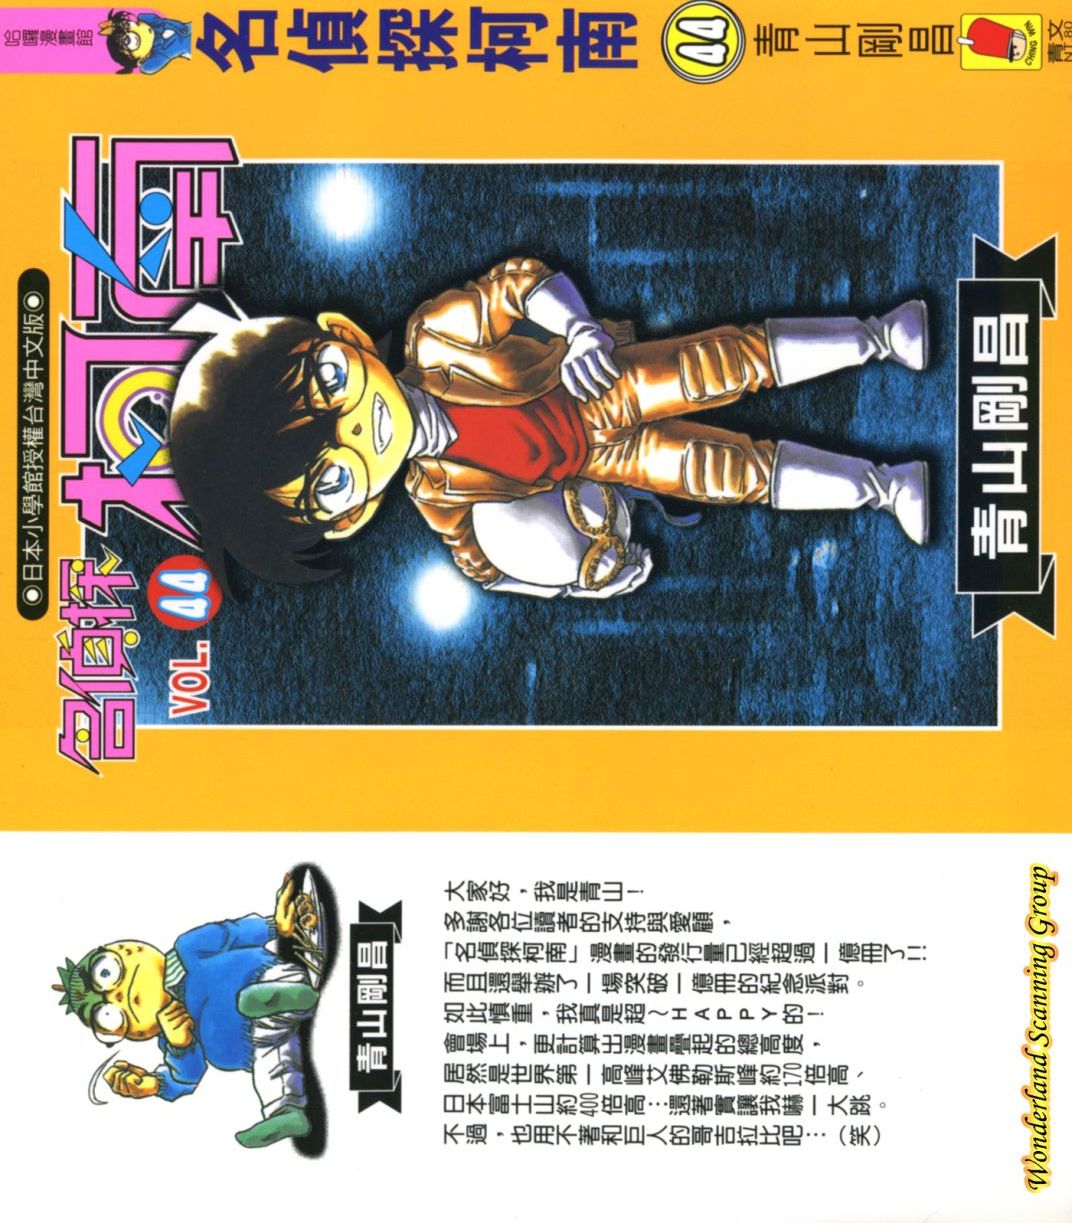 哈囉漫畫館
名偵探柯南
44
青山剛昌
CHING WIN
青文
◎日本小學館授權台灣中文版◎
名偵探
柯南
VOL. 44
青山剛昌
青山剛昌
大家好，我是青山！
多謝各位讀者的支持與愛顧，
「名偵探柯南」漫畫的發行量已經超過一億冊了!!
而且還舉辦了一場突破一億冊的紀念派對。
如此慎重，我真是超～HAPPY的！
會場上，更計算出漫畫疊起的總高度，
居然是世界第一高峰艾佛勒斯峰約170倍高、
日本富士山約400倍高…還著實讓我嚇一大跳。
不過，也用不著和巨人的哥吉拉比吧…（笑）
Wonderland Scanning Group